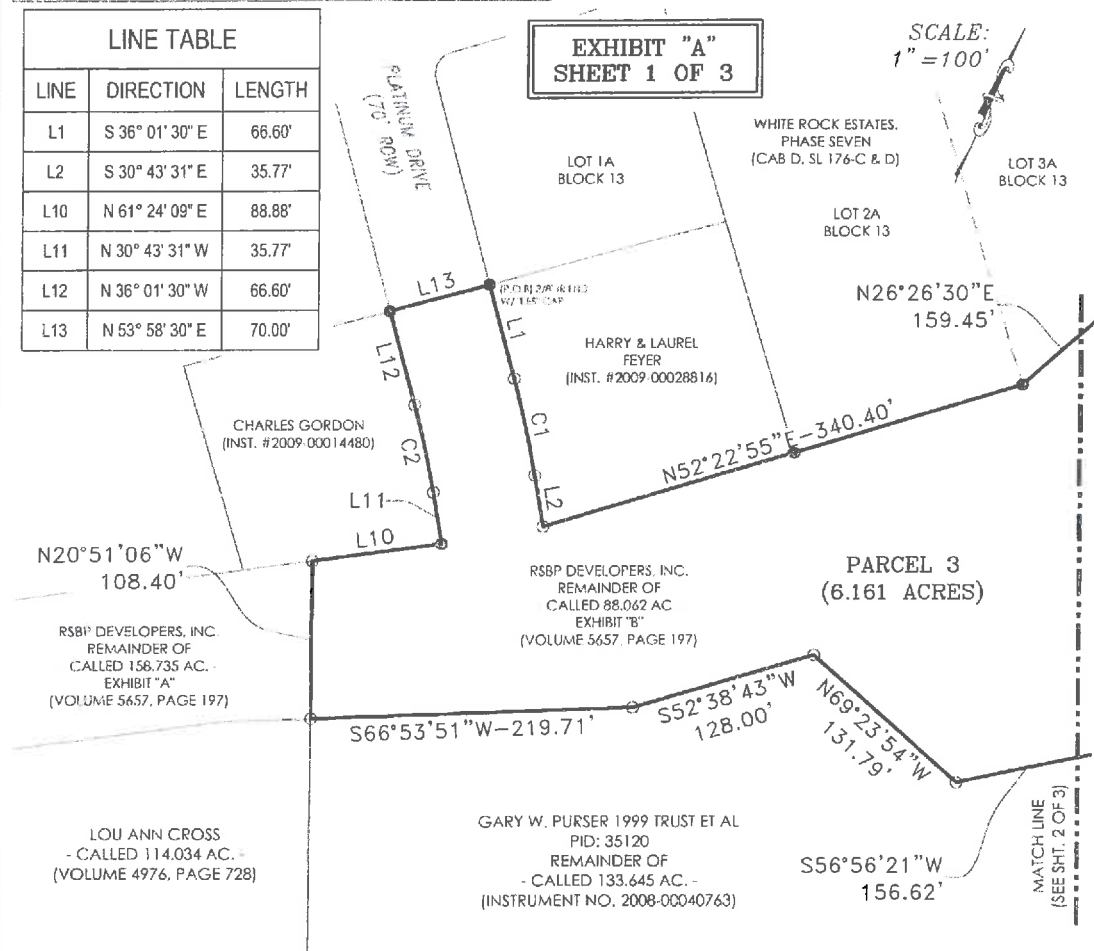 LINE TABLE
LINE DIRECTION LENGTH
L1 S 36° 01' 30" E 66.60'
L2 S 30° 43' 31" E 35.77'
L10 N 61° 24' 09" E 88.88'
L11 N 30° 43' 31" W 35.77'
L12 N 36° 01' 30" W 66.60'
L13 N 53° 58' 30" E 70.00'
EXHIBIT "A"
SHEET 1 OF 3
SCALE:
1"=100'
PLATINUM DRIVE
(70' ROW)
LOT 1A
BLOCK 13
WHITE ROCK ESTATES,
PHASE SEVEN
(CAB D, SL 176-C & D)
LOT 3A
BLOCK 13
LOT 2A
BLOCK 13
N26°26'30"E
159.45'
L13
W/ CAP
L1
L12
HARRY & LAUREL
FEYER
(INST. #2009-00028816)
CHARLES GORDON
(INST. #2009-00014480)
C1
C2
L2
L11
L10
N52°22'55"E-340.40'
N20°51'06"W
108.40'
RSBP DEVELOPERS, INC.
REMAINDER OF
CALLED 88.062 AC
EXHIBIT "B"
(VOLUME 5657, PAGE 197)
PARCEL 3
(6.161 ACRES)
RSBP DEVELOPERS, INC.
REMAINDER OF
CALLED 158.735 AC. -
EXHIBIT "A"
(VOLUME 5657, PAGE 197)
S66°53'51"W-219.71'
S52°38'43"W
128.00'
N69°23'54"W
131.79'
LOU ANN CROSS
- CALLED 114.034 AC. -
(VOLUME 4976, PAGE 728)
GARY W. PURSER 1999 TRUST ET AL
PID: 35120
REMAINDER OF
- CALLED 133.645 AC. -
(INSTRUMENT NO. 2008-00040763)
S56°56'21"W
156.62'
MATCH LINE
(SEE SHT. 2 OF 3)